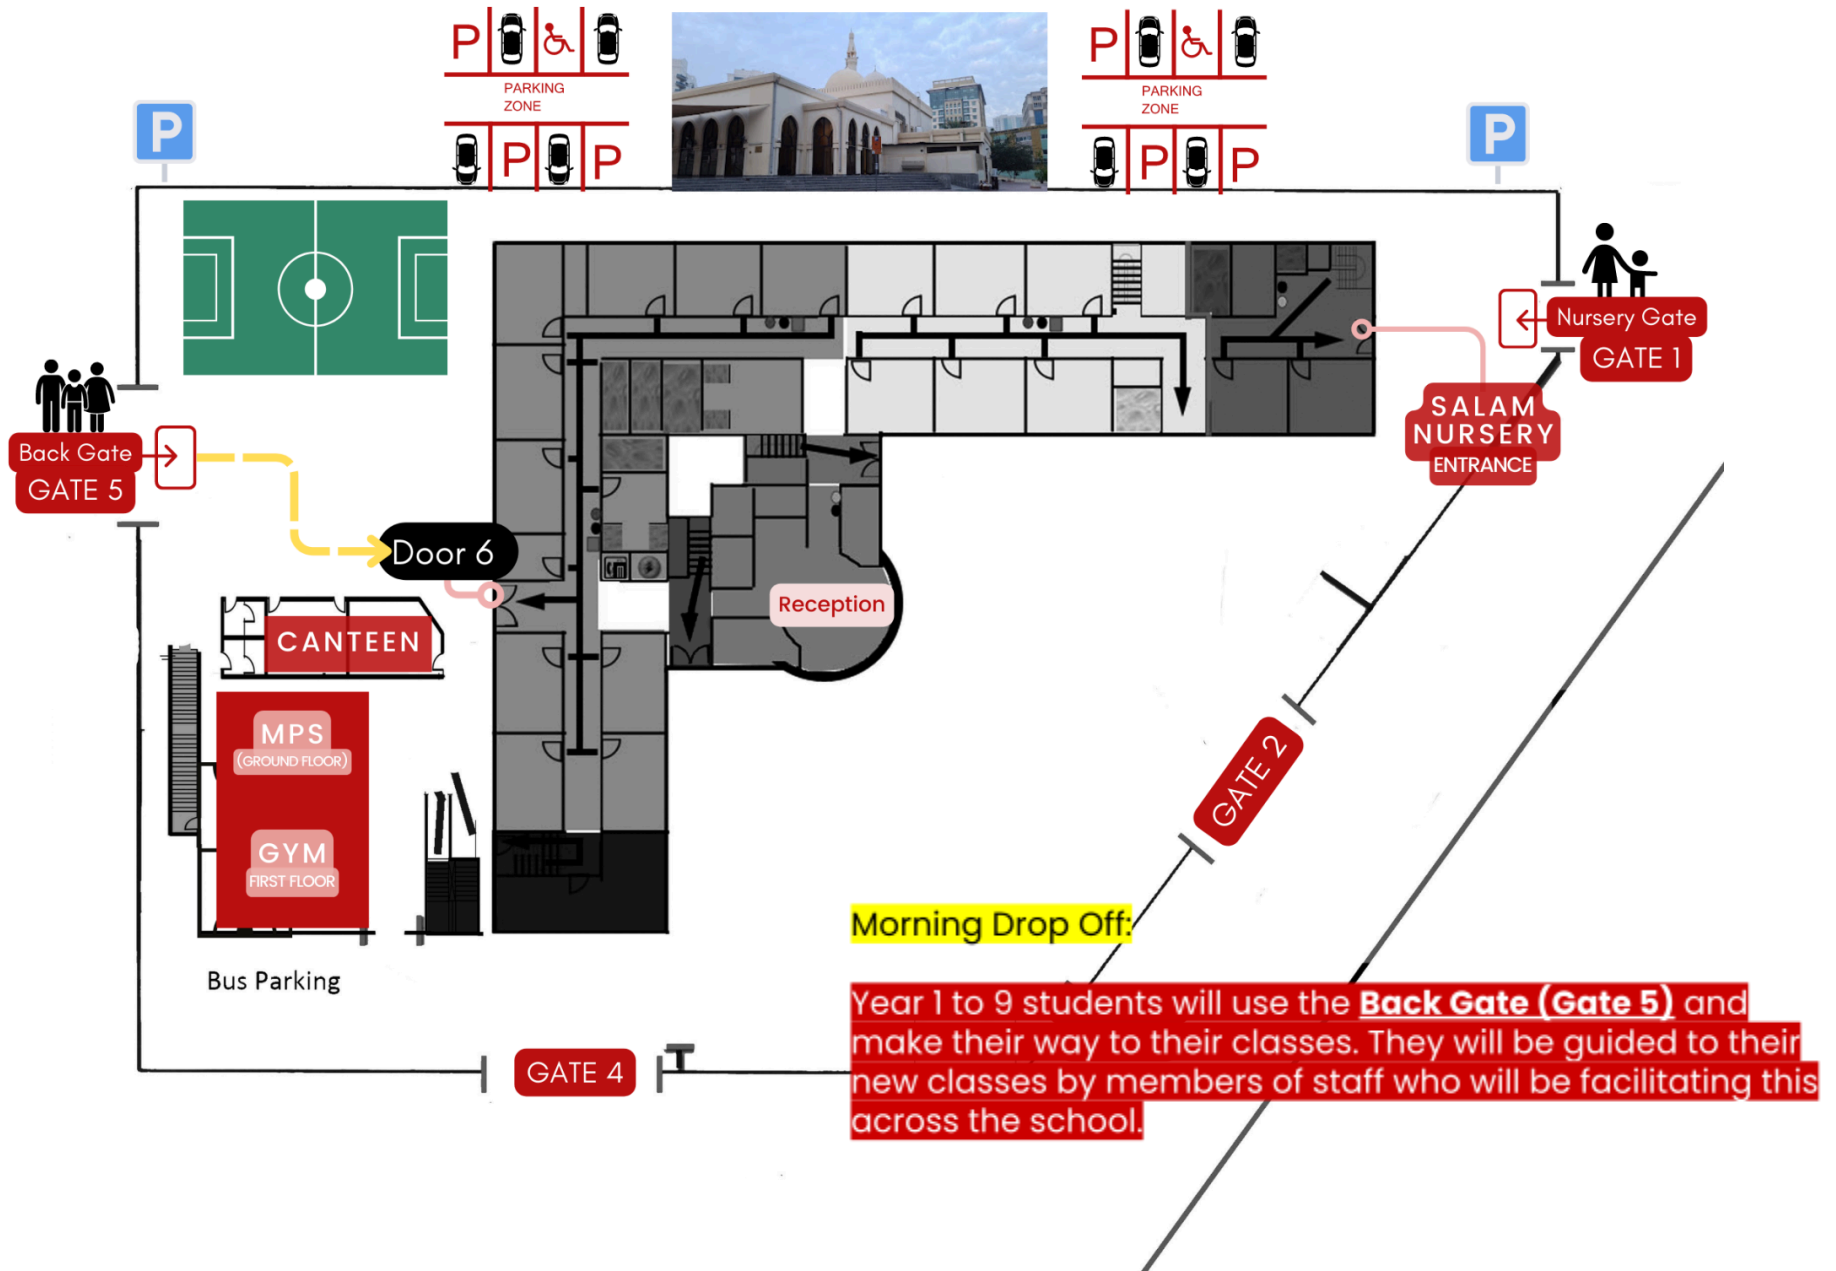 P
P
PARKING
ZONE
PARKING
ZONE
P P
P P
P
P
Nursery Gate
GATE 1
SALAM
NURSERY
ENTRANCE
Back Gate
GATE 5
Door 6
Reception
CANTEEN
MPS
(GROUND FLOOR)
GYM
FIRST FLOOR
GATE 2
Bus Parking
GATE 4
Morning Drop Off:
Year 1 to 9 students will use the Back Gate (Gate 5) and
make their way to their classes. They will be guided to their
new classes by members of staff who will be facilitating this
across the school.